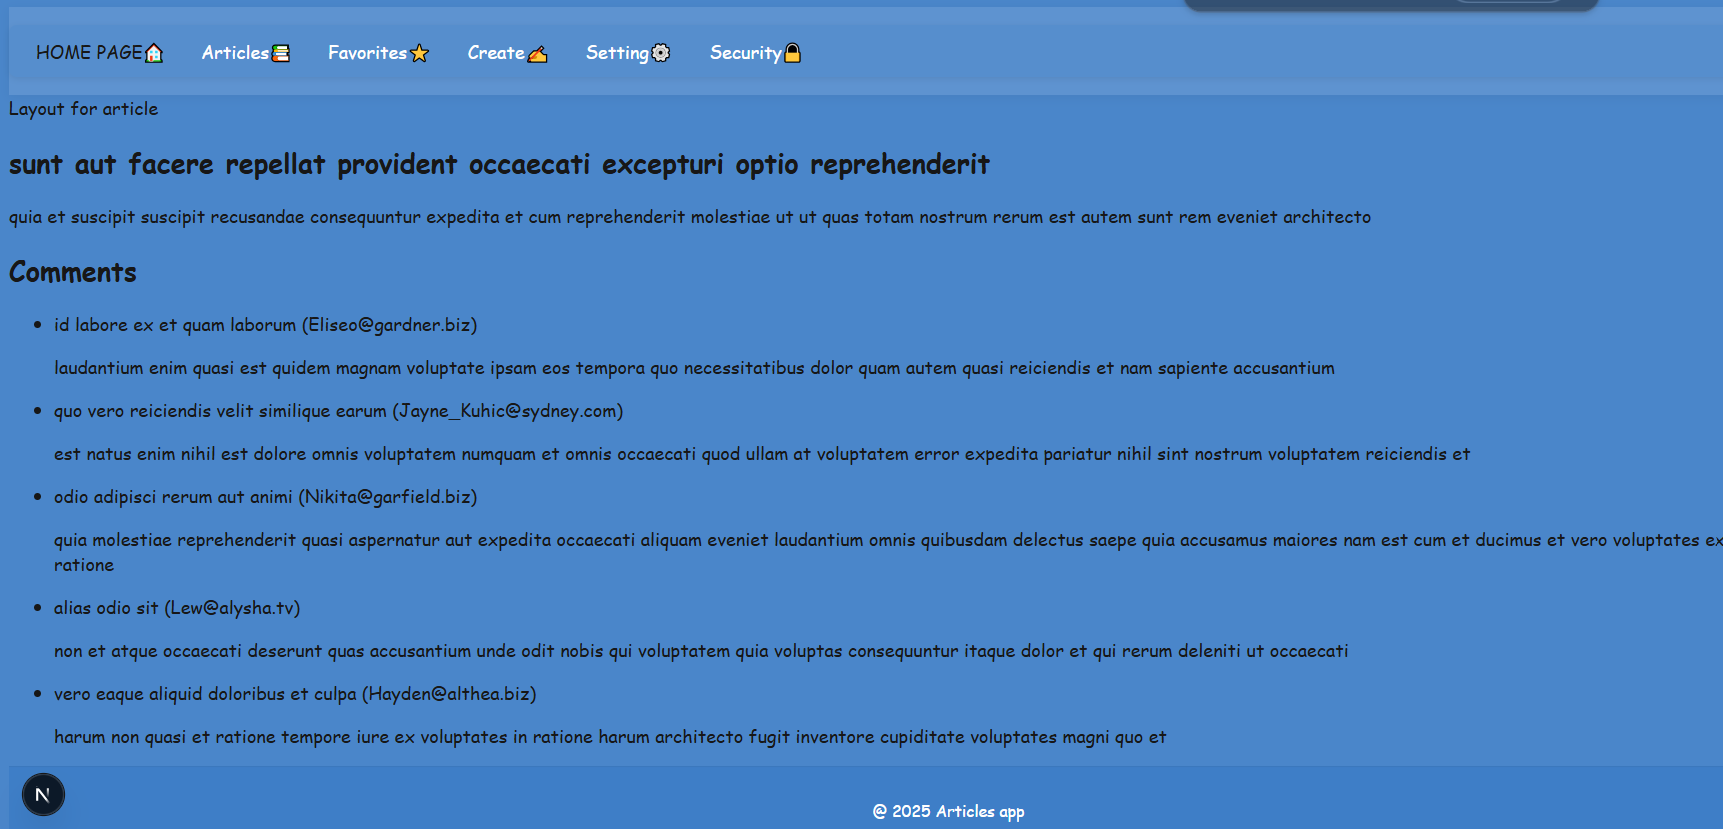 HOME PAGE🏠 Articles📚 Favorites⭐ Create✍️ Setting⚙️ Security🔒
Layout for article
sunt aut facere repellat provident occaecati excepturi optio reprehenderit
quia et suscipit suscipit recusandae consequuntur expedita et cum reprehenderit molestiae ut ut quas totam nostrum rerum est autem sunt rem eveniet architecto
Comments
• id labore ex et quam laborum (Eliseo@gardner.biz)
laudantium enim quasi est quidem magnam voluptate ipsam eos tempora quo necessitatibus dolor quam autem quasi reiciendis et nam sapiente accusantium
• quo vero reiciendis velit similique earum (Jayne_Kuhic@sydney.com)
est natus enim nihil est dolore omnis voluptatem numquam et omnis occaecati quod ullam at voluptatem error expedita pariatur nihil sint nostrum voluptatem reiciendis et
• odio adipisci rerum aut animi (Nikita@garfield.biz)
quia molestiae reprehenderit quasi aspernatur aut expedita occaecati aliquam eveniet laudantium omnis quibusdam delectus saepe quia accusamus maiores nam est cum et ducimus et vero voluptates ex
ratione
• alias odio sit (Lew@alysha.tv)
non et atque occaecati deserunt quas accusantium unde odit nobis qui voluptatem quia voluptas consequuntur itaque dolor et qui rerum deleniti ut occaecati
• vero eaque aliquid doloribus et culpa (Hayden@althea.biz)
harum non quasi et ratione tempore iure ex voluptates in ratione harum architecto fugit inventore cupiditate voluptates magni quo et
N
@ 2025 Articles app